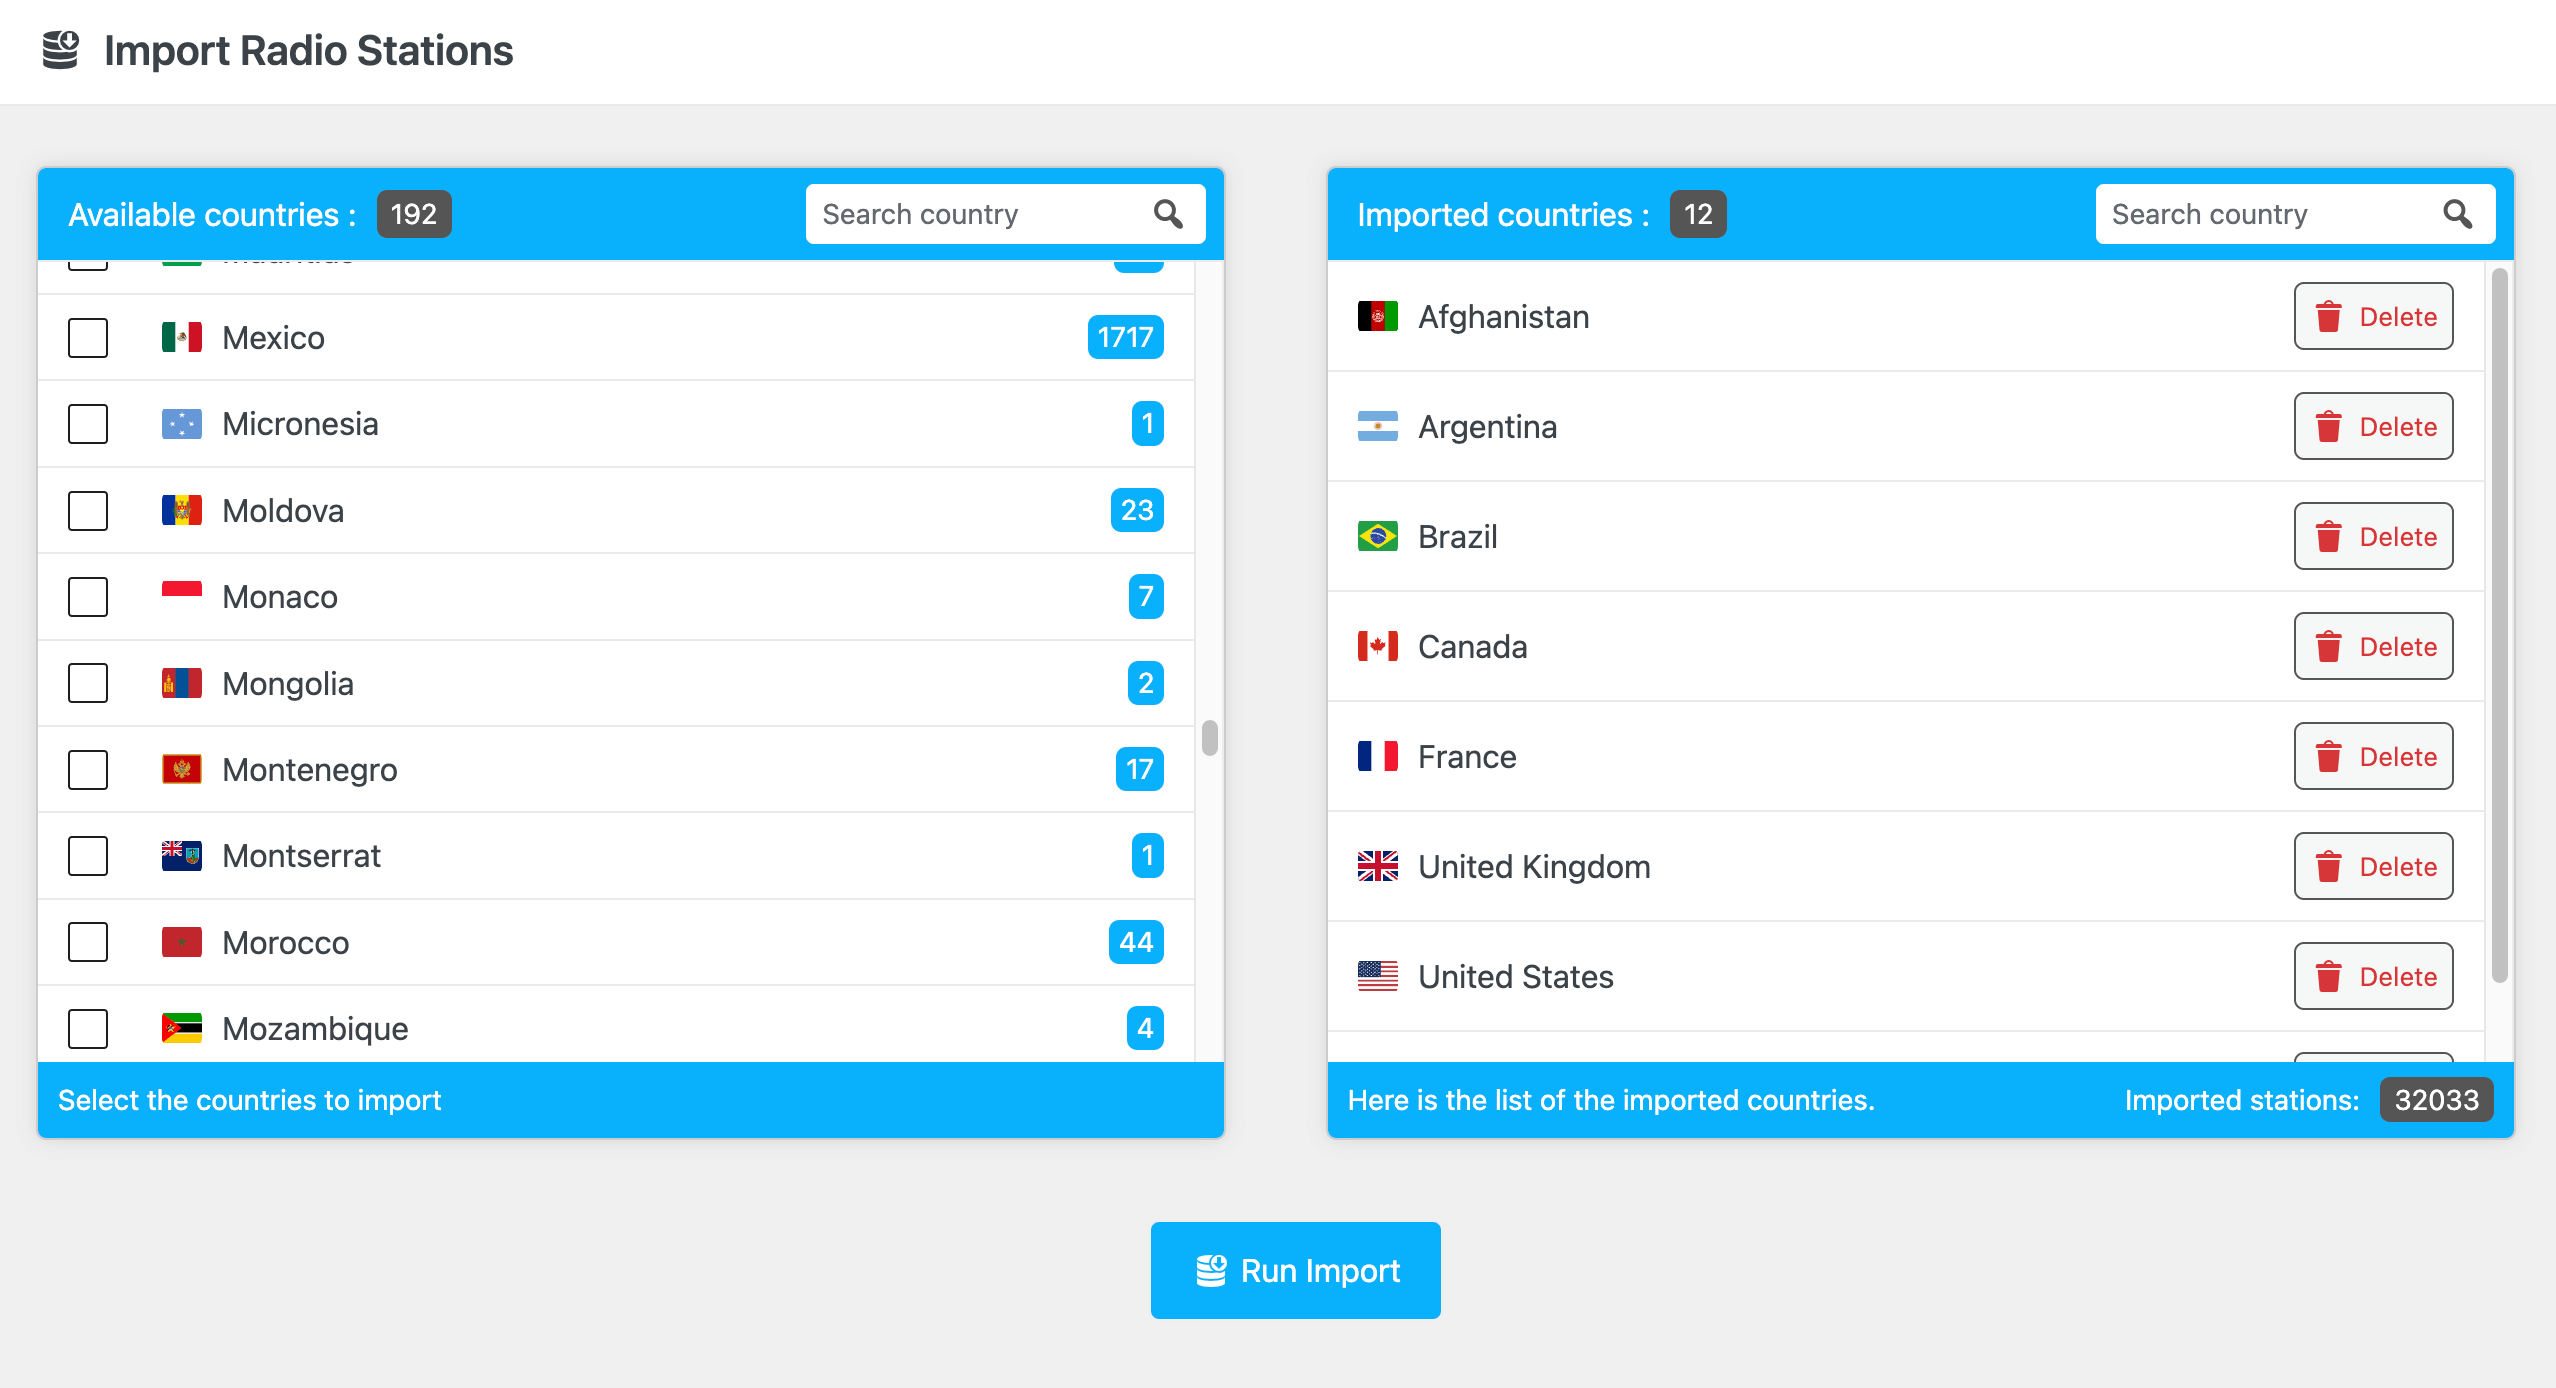 Import Radio Stations
Available countries : 192
Search country
Mexico 1717
Micronesia 1
Moldova 23
Monaco 7
Mongolia 2
Montenegro 17
Montserrat 1
Morocco 44
Mozambique 4
Select the countries to import
Imported countries : 12
Search country
Afghanistan Delete
Argentina Delete
Brazil Delete
Canada Delete
France Delete
United Kingdom Delete
United States Delete
Here is the list of the imported countries. Imported stations: 32033
Run Import